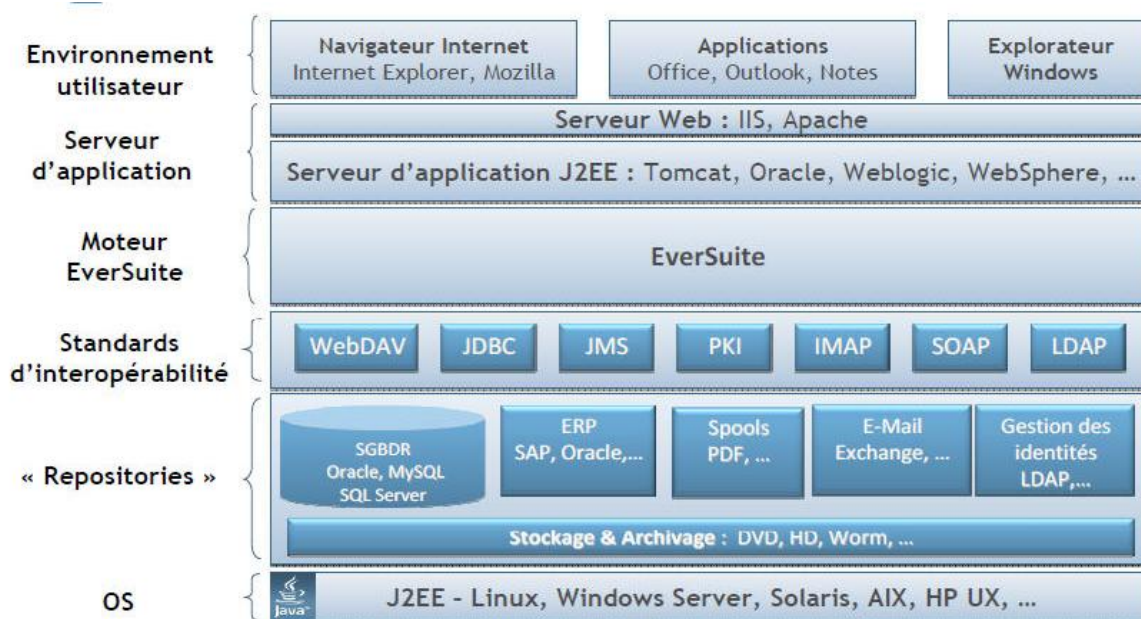 Environnement
utilisateur
Navigateur Internet
Internet Explorer, Mozilla
Applications
Office, Outlook, Notes
Explorateur
Windows
Serveur
d'application
Serveur Web : IIS, Apache
Serveur d'application J2EE : Tomcat, Oracle, Weblogic, WebSphere, ...
Moteur
EverSuite
EverSuite
Standards
d'interopérabilité
WebDAV
JDBC
JMS
PKI
IMAP
SOAP
LDAP
« Repositories »
SGBDR
Oracle, MySQL
SQL Server
ERP
SAP, Oracle,...
Spools
PDF, ...
E-Mail
Exchange, ...
Gestion des
identités
LDAP,...
Stockage & Archivage : DVD, HD, Worm, ...
OS
Java
J2EE - Linux, Windows Server, Solaris, AIX, HP UX, ...